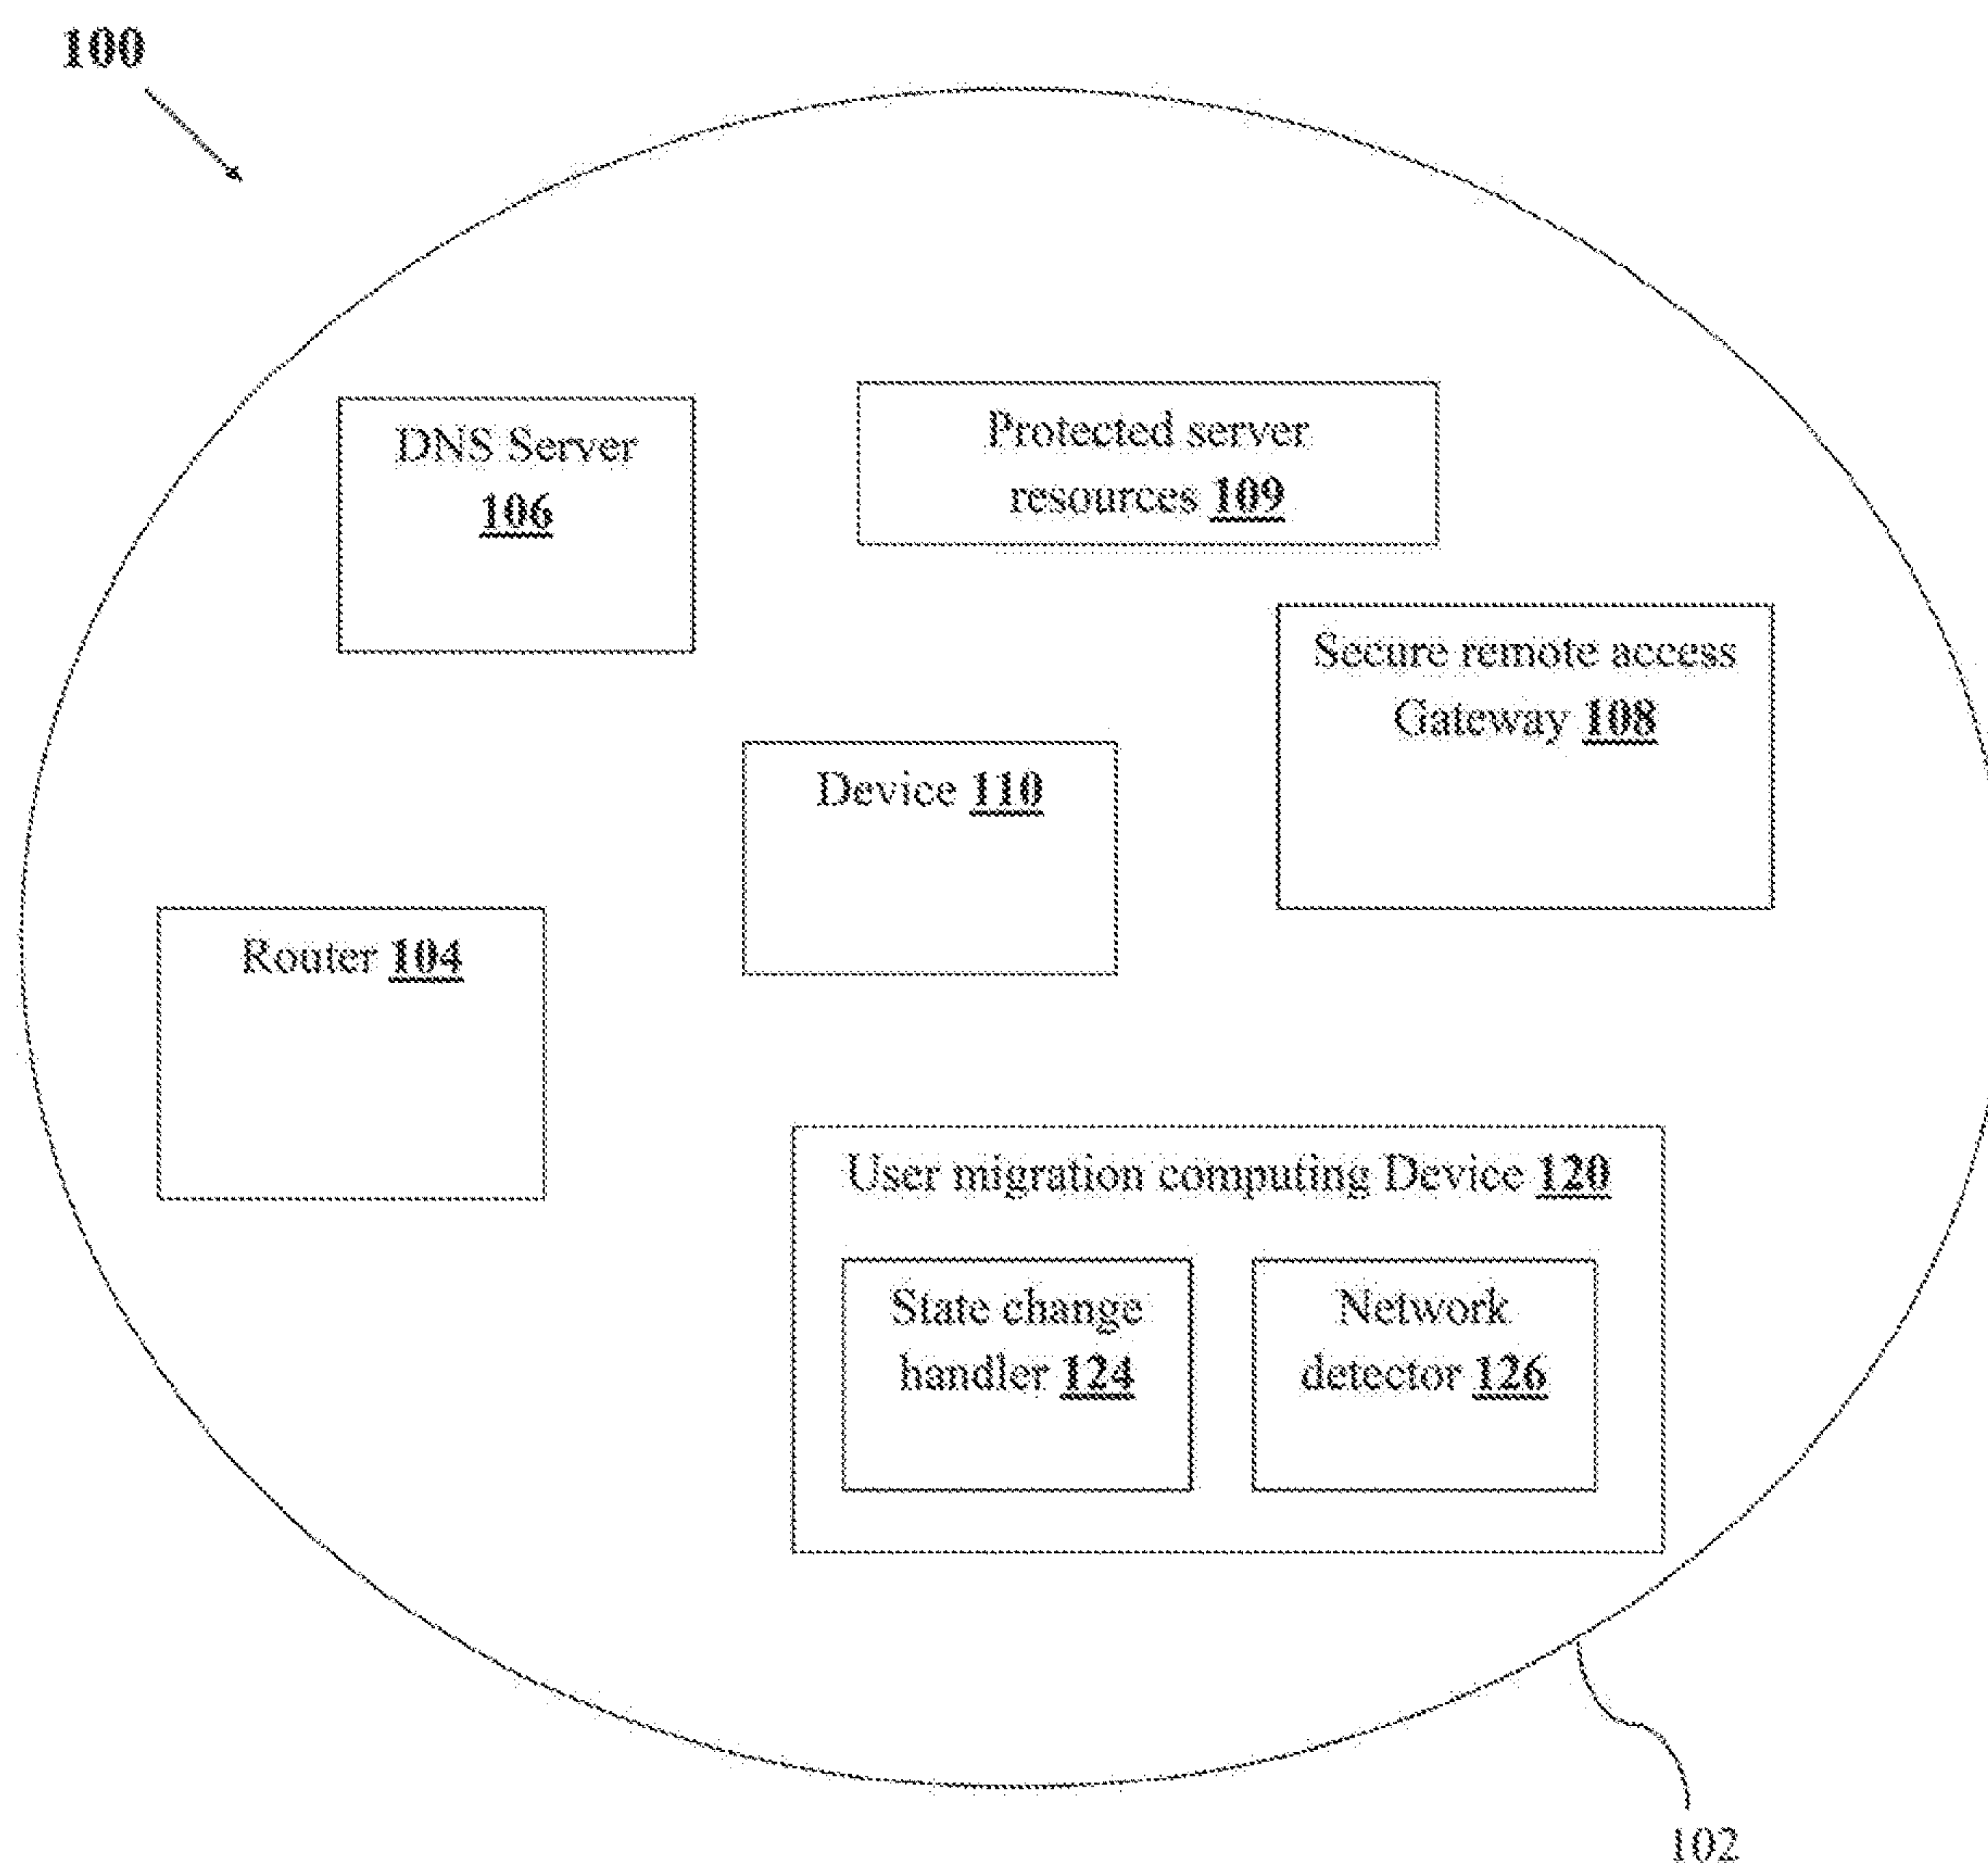 100
DNS Server
106
Protected server
resources 109
Secure remote access
Gateway 108
Device 110
Router 104
User migration computing Device 120
State change
handler 124
Network
detector 126
102